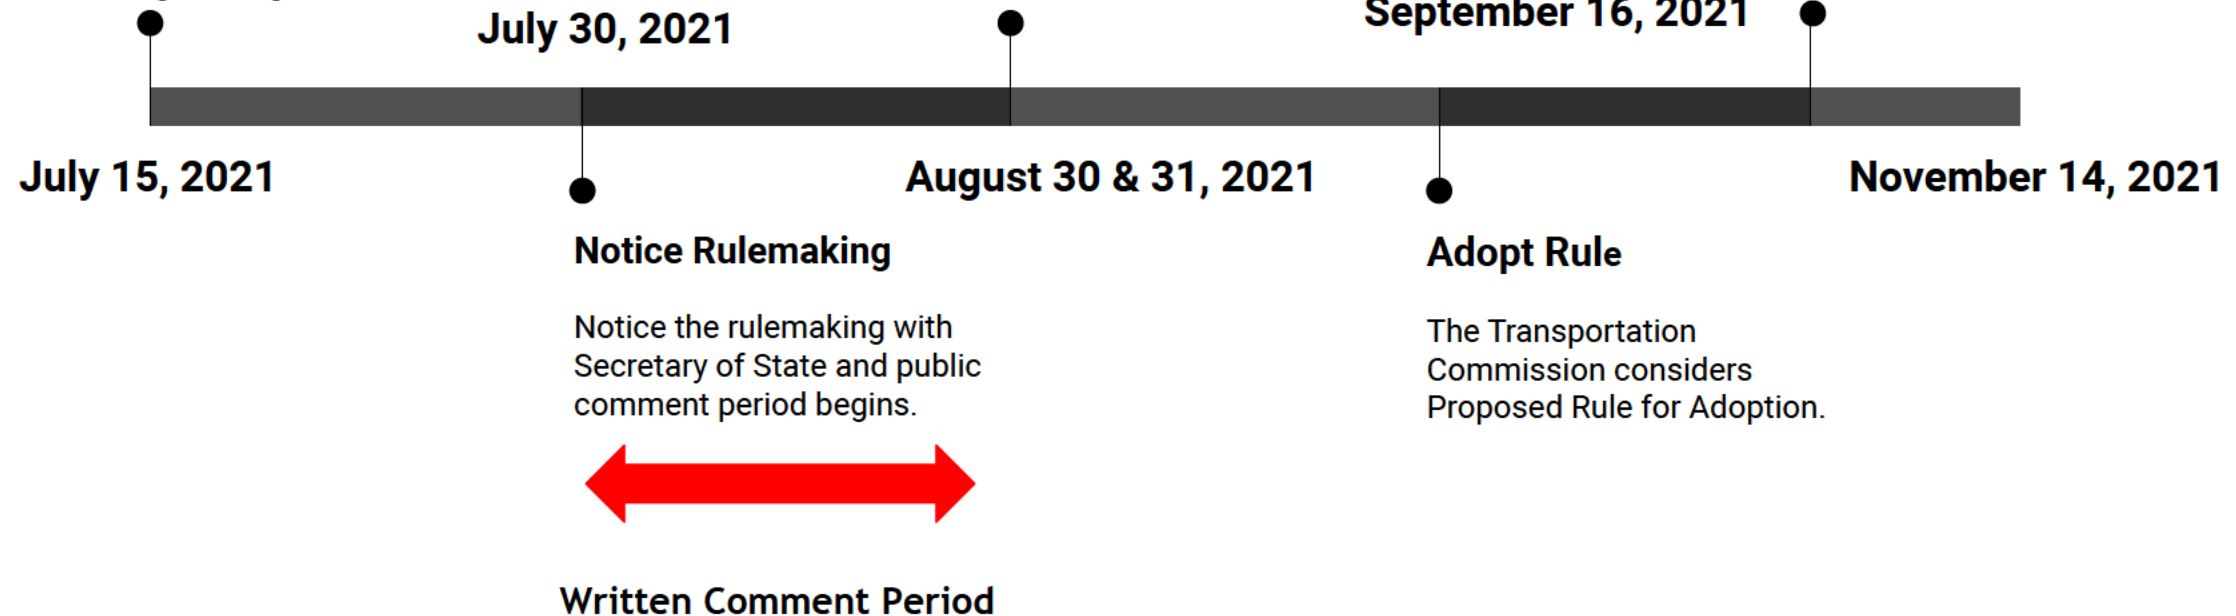 July 30, 2021
September 16, 2021
July 15, 2021
August 30 & 31, 2021
November 14, 2021
Notice Rulemaking
Notice the rulemaking with
Secretary of State and public
comment period begins.
Adopt Rule
The Transportation
Commission considers
Proposed Rule for Adoption.
Written Comment Period